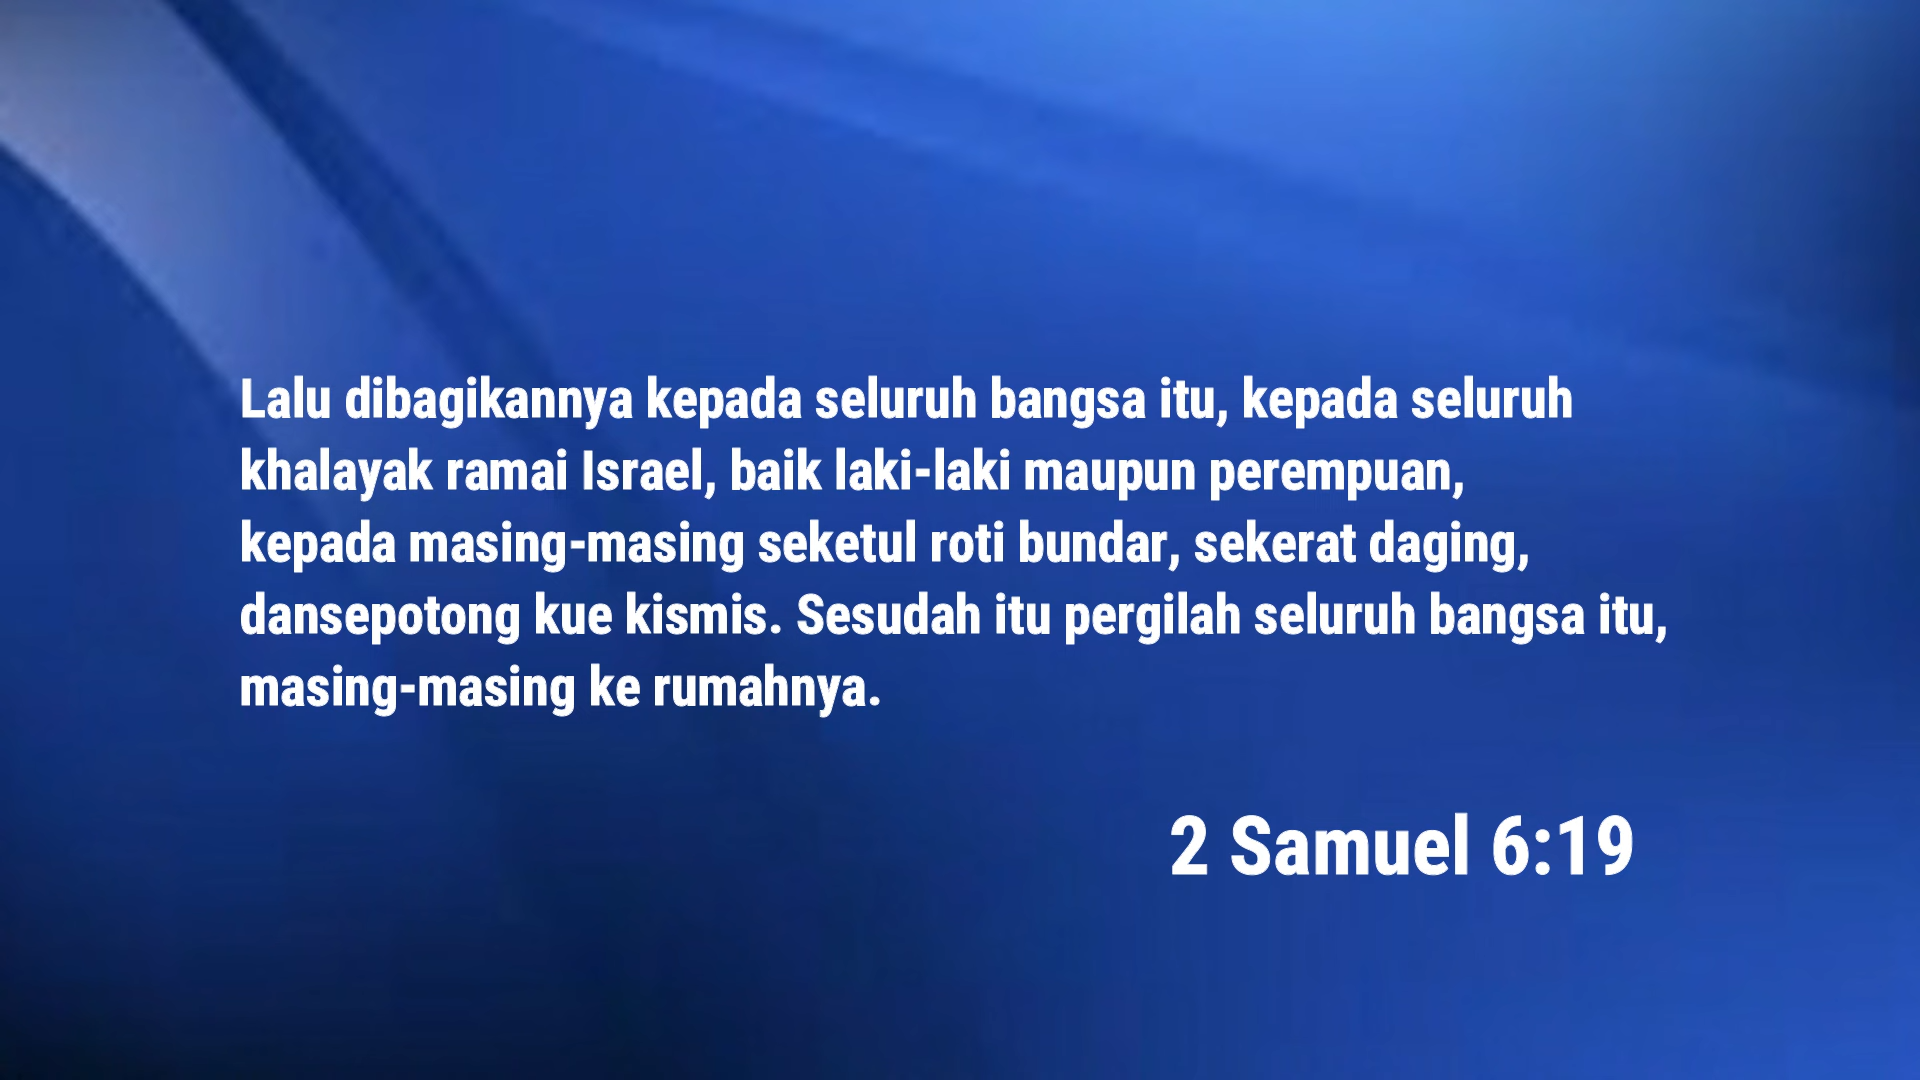 Lalu dibagikannya kepada seluruh bangsa itu, kepada seluruh
khalayak ramai Israel, baik laki-laki maupun perempuan,
kepada masing-masing seketul roti bundar, sekerat daging,
dansepotong kue kismis. Sesudah itu pergilah seluruh bangsa itu,
masing-masing ke rumahnya.
2 Samuel 6:19